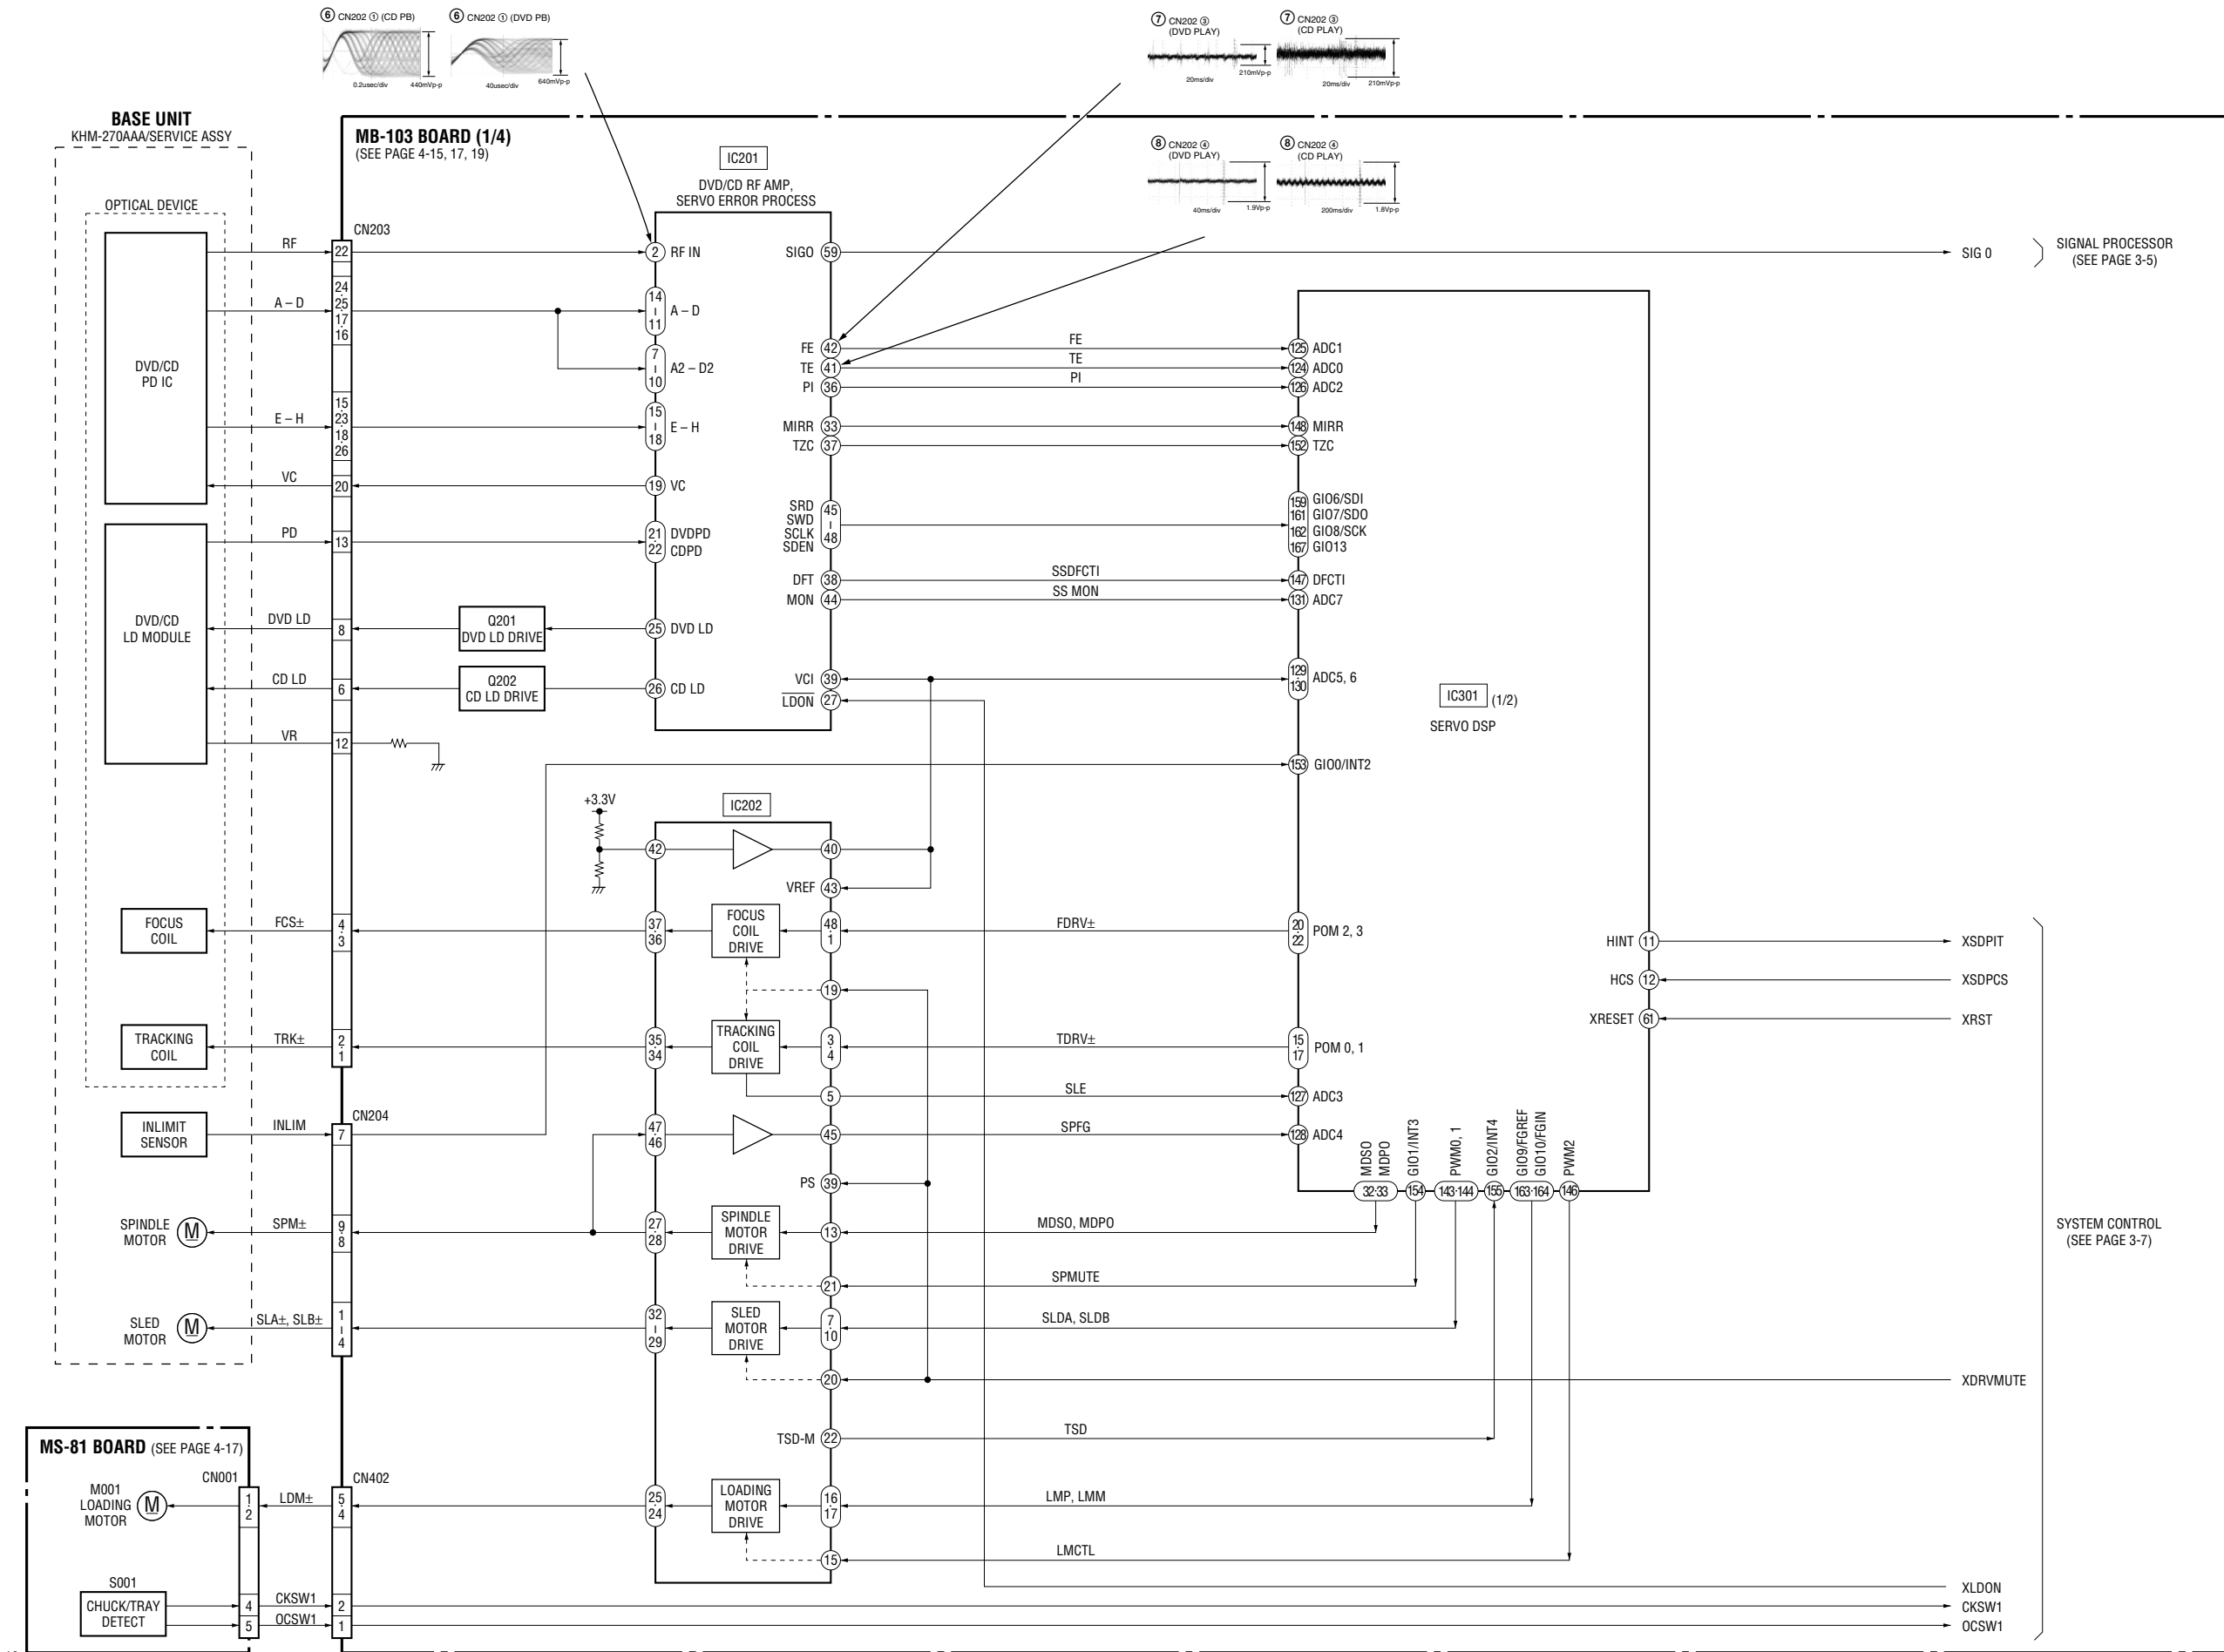 ⑥ CN202 ① (CD PB)
0.2usec/div
440mVp-p
⑥ CN202 ① (DVD PB)
40usec/div
640mVp-p
⑦ CN202 ③
(DVD PLAY)
20ms/div
210mVp-p
⑦ CN202 ③
(CD PLAY)
20ms/div
210mVp-p
⑧ CN202 ④
(DVD PLAY)
40ms/div
1.9Vp-p
⑧ CN202 ④
(CD PLAY)
200ms/div
1.8Vp-p
BASE UNIT
KHM-270AAA/SERVICE ASSY
OPTICAL DEVICE
DVD/CD
PD IC
DVD/CD
LD MODULE
FOCUS
COIL
TRACKING
COIL
INLIMIT
SENSOR
SPINDLE
MOTOR
M
SLED
MOTOR
M
RF
A – D
E – H
VC
PD
DVD LD
CD LD
VR
FCS±
TRK±
INLIM
SPM±
SLA±, SLB±
MB-103 BOARD (1/4)
(SEE PAGE 4-15, 17, 19)
CN203
22
24
25
17
16
15
23
18
26
20
13
8
6
12
4
3
2
1
CN204
7
9
8
1
4
Q201
DVD LD DRIVE
Q202
CD LD DRIVE
IC201
DVD/CD RF AMP,
SERVO ERROR PROCESS
2 RF IN
14
11
A – D
7
10
A2 – D2
15
18
E – H
19 VC
21 DVDPD
22 CDPD
25 DVD LD
26 CD LD
SIGO 59
FE 42
TE 41
PI 36
MIRR 33
TZC 37
SRD
SWD
SCLK
SDEN
45
48
DFT 38
MON 44
VCI 39
LDON 27
FE
TE
PI
SSDFCTI
SS MON
+3.3V
IC202
42
40
VREF 43
37
36
FOCUS
COIL
DRIVE
48
1
FDRV±
19
35
34
TRACKING
COIL
DRIVE
3
4
TDRV±
5
SLE
47
46
45
SPFG
PS 39
27
28
SPINDLE
MOTOR
DRIVE
13
MDSO, MDPO
21
SPMUTE
32
29
SLED
MOTOR
DRIVE
7
10
SLDA, SLDB
20
TSD-M 22
TSD
25
24
LOADING
MOTOR
DRIVE
16
17
LMP, LMM
15
LMCTL
IC301 (1/2)
SERVO DSP
125 ADC1
124 ADC0
126 ADC2
148 MIRR
152 TZC
159 GIO6/SDI
161 GIO7/SDO
162 GIO8/SCK
167 GIO13
147 DFCTI
131 ADC7
129
130
ADC5, 6
153 GIO0/INT2
20
22
POM 2, 3
15
17
POM 0, 1
127 ADC3
128 ADC4
MDSO
MDPO
GIO1/INT3
PWM0, 1
GIO2/INT4
GIO9/FGREF
GIO10/FGIN
PWM2
32·33
154
143·144
155
163·164
146
HINT 11
HCS 12
XRESET 61
SIG 0
SIGNAL PROCESSOR
(SEE PAGE 3-5)
XSDPIT
XSDPCS
XRST
SYSTEM CONTROL
(SEE PAGE 3-7)
XDRVMUTE
XLDON
CKSW1
OCSW1
MS-81 BOARD (SEE PAGE 4-17)
M001
LOADING
MOTOR
M
CN001
1
2
LDM±
CN402
5
4
S001
CHUCK/TRAY
DETECT
4
CKSW1
2
5
OCSW1
1